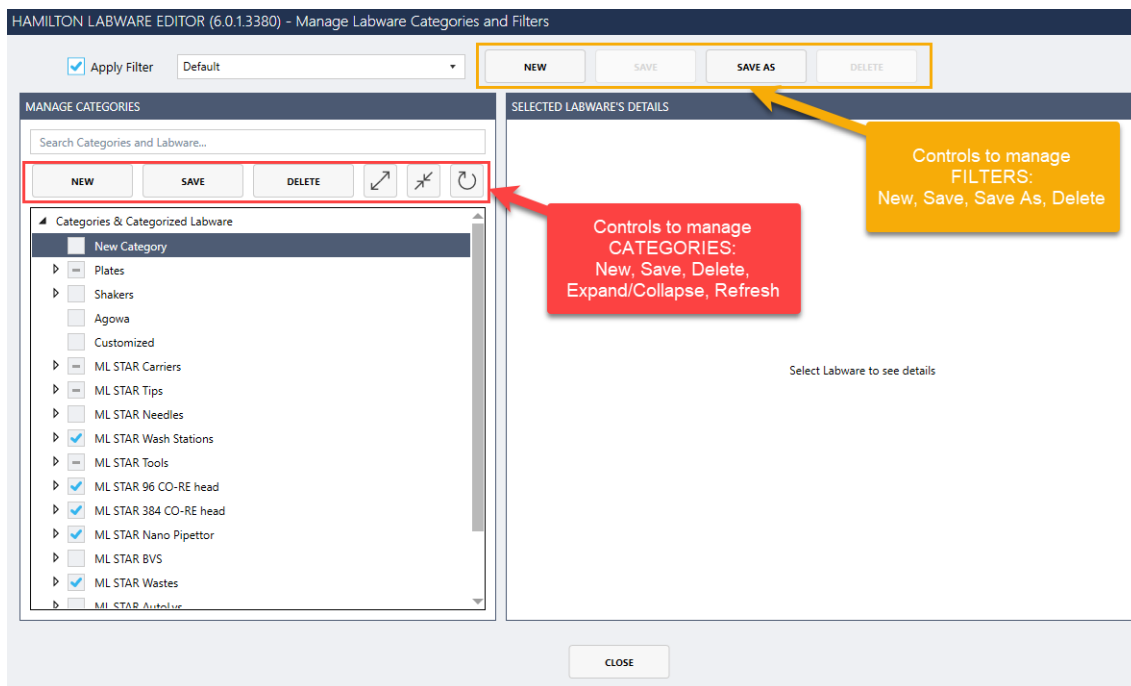 HAMILTON LABWARE EDITOR (6.0.1.3380) - Manage Labware Categories and Filters
Apply Filter
Default
NEW
SAVE
SAVE AS
DELETE
MANAGE CATEGORIES
Search Categories and Labware...
NEW
SAVE
DELETE
Categories & Categorized Labware
New Category
Plates
Shakers
Agowa
Customized
ML STAR Carriers
ML STAR Tips
ML STAR Needles
ML STAR Wash Stations
ML STAR Tools
ML STAR 96 CO-RE head
ML STAR 384 CO-RE head
ML STAR Nano Pipettor
ML STAR BVS
ML STAR Wastes
ML STAR AutoLys
SELECTED LABWARE'S DETAILS
Controls to manage
FILTERS:
New, Save, Save As, Delete
Controls to manage
CATEGORIES:
New, Save, Delete,
Expand/Collapse, Refresh
Select Labware to see details
CLOSE